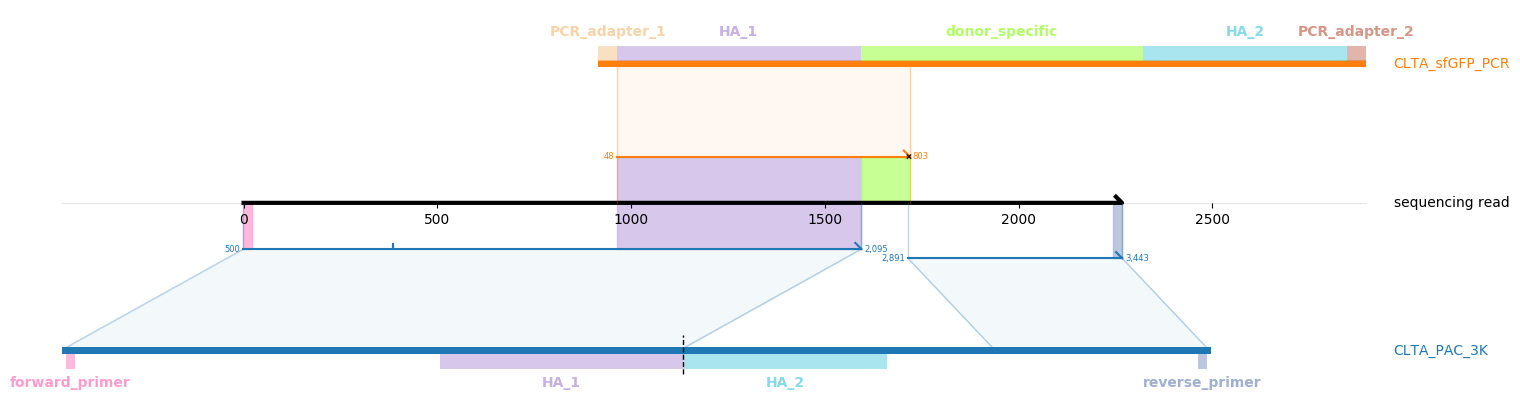 PCR_adapter_1 HA_1 donor_specific HA_2 PCR_adapter_2
CLTA_sfGFP_PCR
48 803
sequencing read
0 500 1000 1500 2000 2500
500 2,095
2,891 3,443
CLTA_PAC_3K
forward_primer HA_1 HA_2 reverse_primer